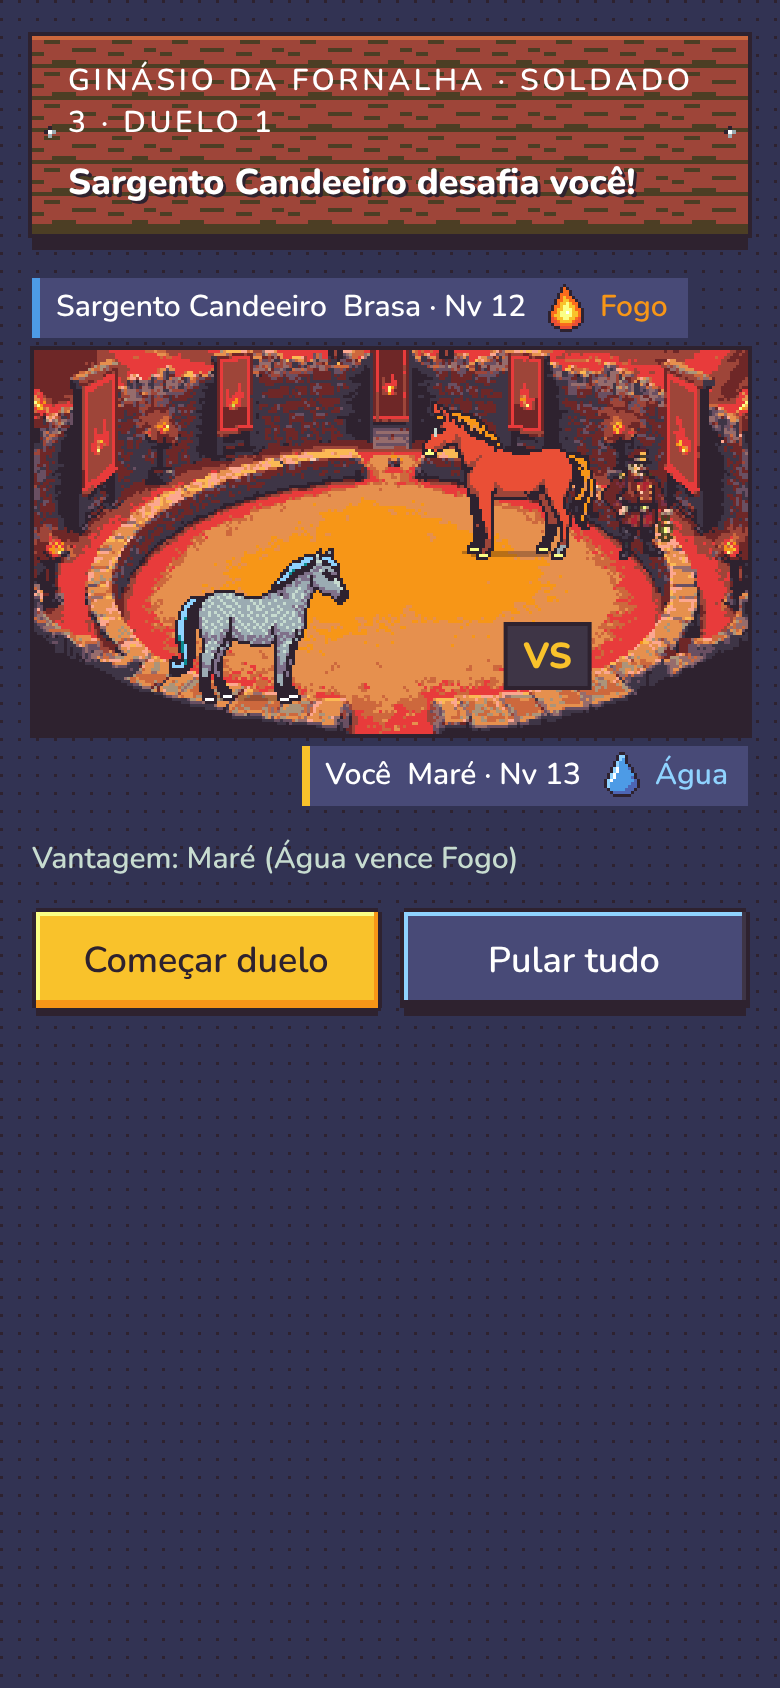 GINÁSIO DA FORNALHA · SOLDADO
3 · DUELO 1
Sargento Candeeiro desafia você!
Sargento Candeeiro Brasa · Nv 12 Fogo
VS
Você Maré · Nv 13 Água
Vantagem: Maré (Água vence Fogo)
Começar duelo
Pular tudo